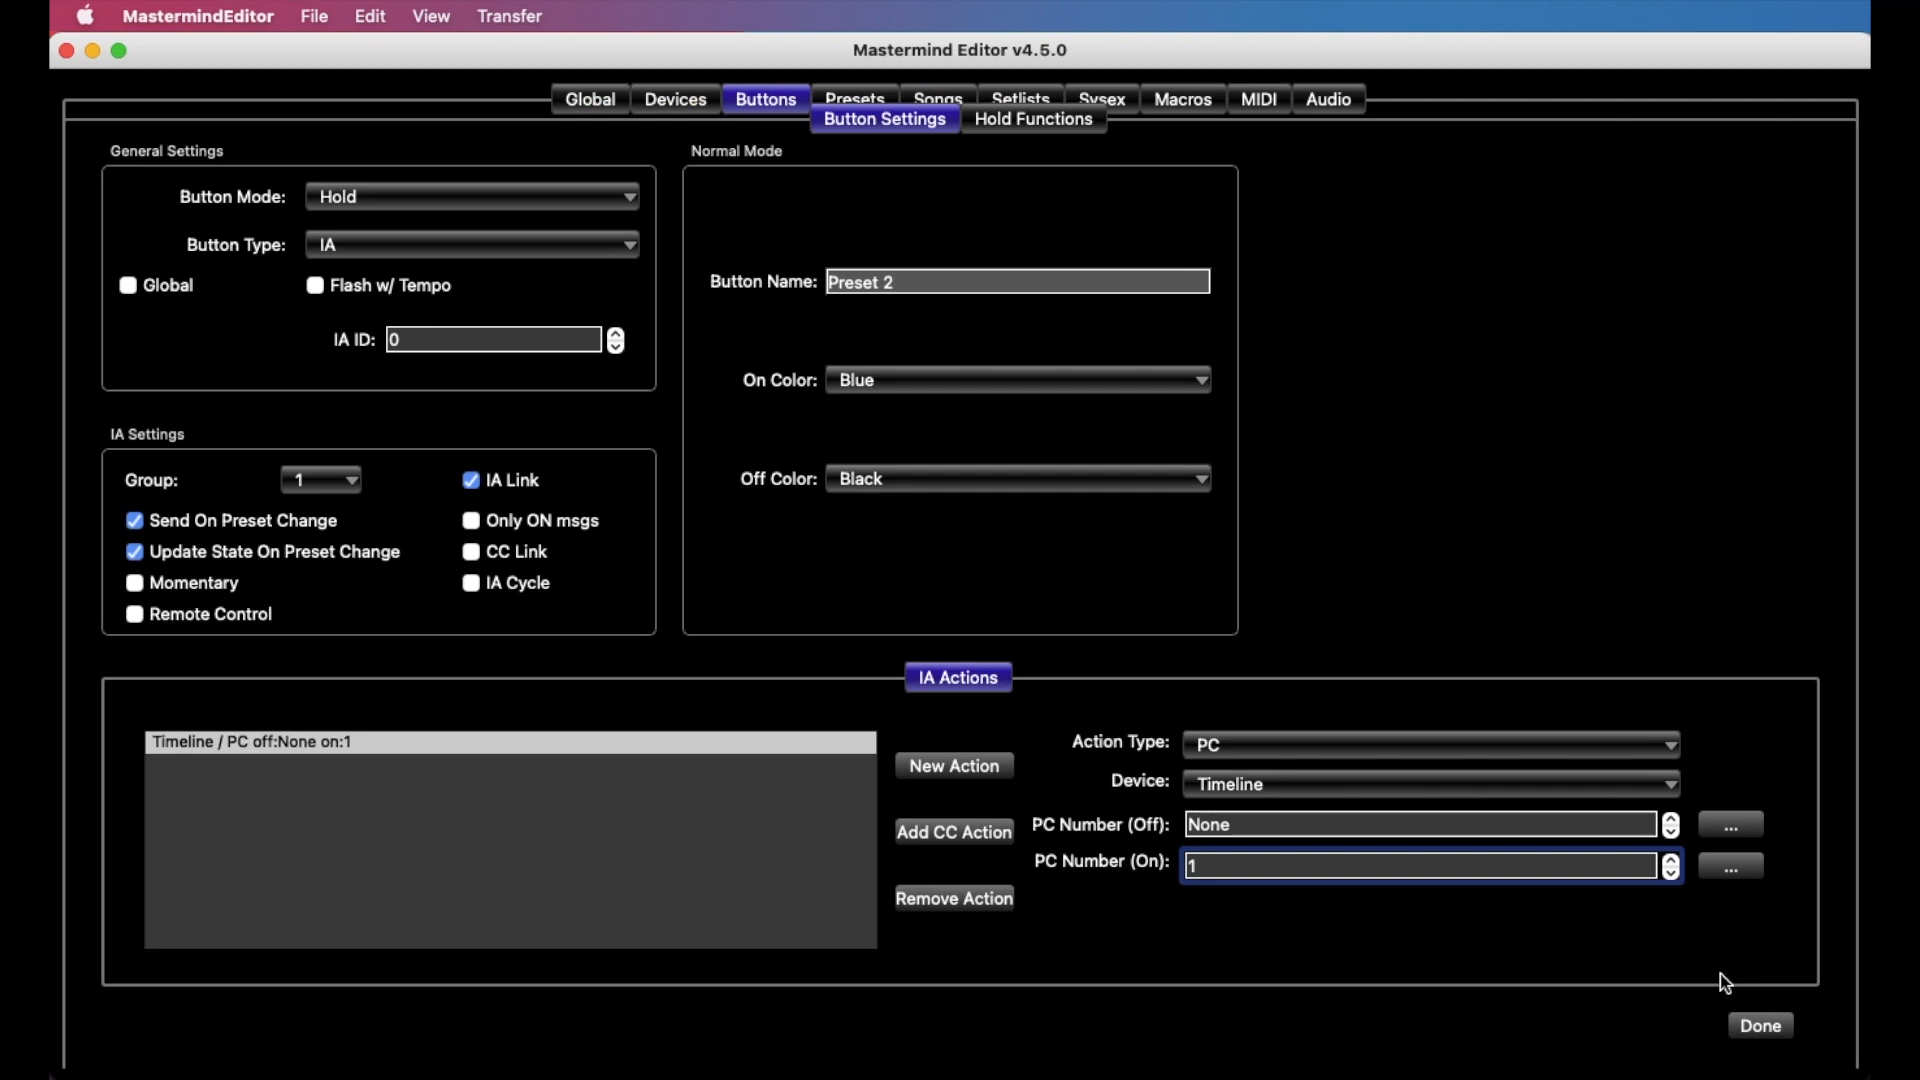 MastermindEditor File Edit View Transfer
Mastermind Editor v4.5.0
Global Devices Buttons Presets Songs Setlists Sysex Macros MIDI Audio
Button Settings Hold Functions
General Settings
Button Mode: Hold
Button Type: IA
Global Flash w/ Tempo
IA ID: 0
Normal Mode
Button Name: Preset 2
On Color: Blue
Off Color: Black
IA Settings
Group: 1 IA Link
Send On Preset Change Only ON msgs
Update State On Preset Change CC Link
Momentary IA Cycle
Remote Control
IA Actions
Timeline / PC off:None on:1
New Action
Add CC Action
Remove Action
Action Type: PC
Device: Timeline
PC Number (Off): None ...
PC Number (On): 1 ...
Done